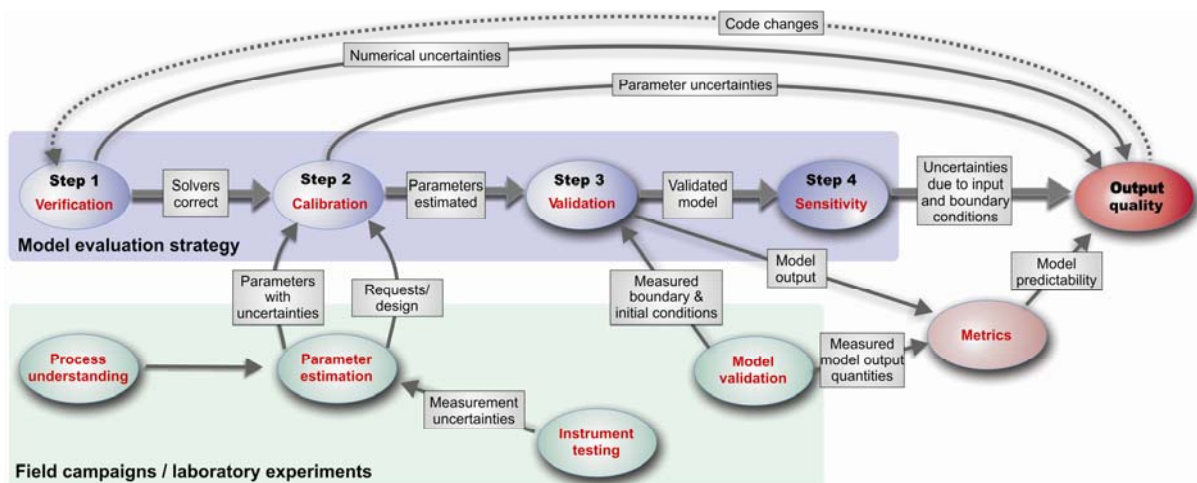 Code changes
Numerical uncertainties
Parameter uncertainties
Step 1
Verification
Solvers
correct
Step 2
Calibration
Parameters
estimated
Step 3
Validation
Validated
model
Step 4
Sensitivity
Uncertainties
due to input
and boundary
conditions
Output
quality
Model evaluation strategy
Parameters
with
uncertainties
Requests/
design
Measured
boundary &
initial conditions
Model
output
Model
predictability
Metrics
Process
understanding
Parameter
estimation
Model
validation
Measured
model output
quantities
Measurement
uncertainties
Instrument
testing
Field campaigns / laboratory experiments